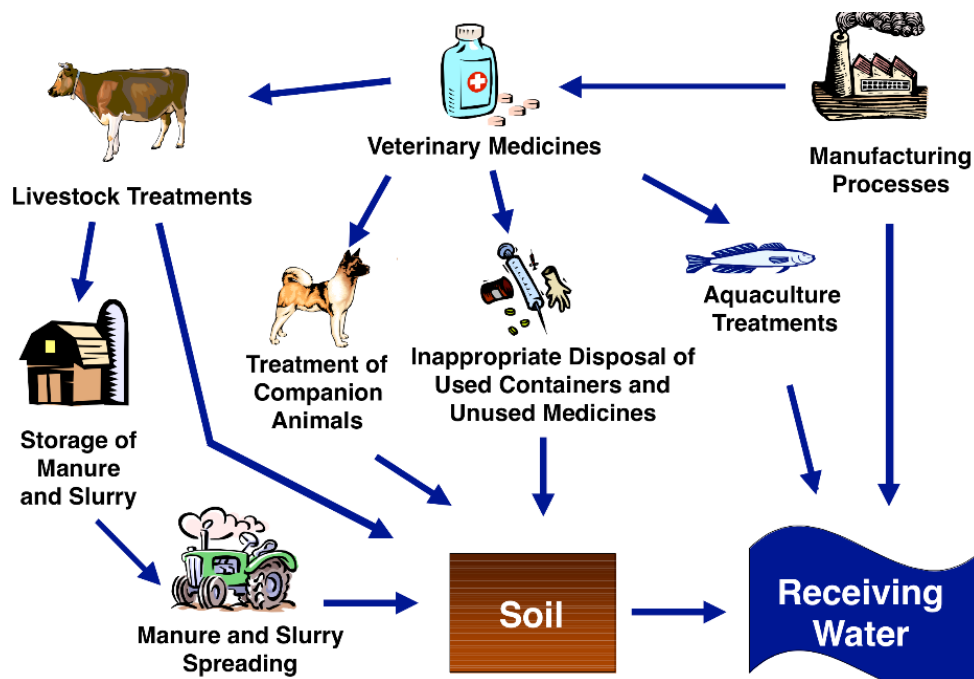 Veterinary Medicines
Manufacturing
Processes
Livestock Treatments
Aquaculture
Treatments
Treatment of
Companion
Animals
Inappropriate Disposal of
Used Containers and
Unused Medicines
Storage of
Manure
and Slurry
Manure and Slurry
Spreading
Soil
Receiving
Water